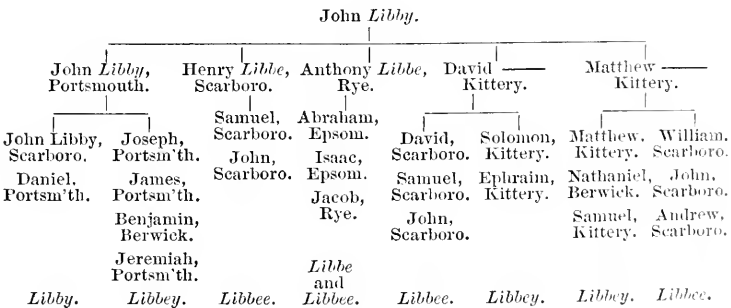 John Libby.
John Libby, Henry Libbe, Anthony Libbe, David —— Matthew ——
Portsmouth. Scarboro. Rye. Kittery. Kittery.
Samuel, Abraham,
John Libby, Joseph, Scarboro. Epsom. David, Solomon, Matthew. William.
Scarboro. Portsm'th. John, Isaac, Scarboro. Kittery. Kittery. Scarboro.
Daniel. James, Scarboro. Epsom. Samuel, Ephraim, Nathaniel, John,
Portsm'th. Portsm'th. Jacob, Scarboro. Kittery. Berwick. Scarboro.
Benjamin, Rye. John, Samuel, Andrew,
Berwick. Scarboro. Kittery. Scarboro.
Jeremiah, Libbe
Portsm'th. and
Libby. Libbey. Libbee. Libbee. Libbee. Libbey. Libbey. Libbee.